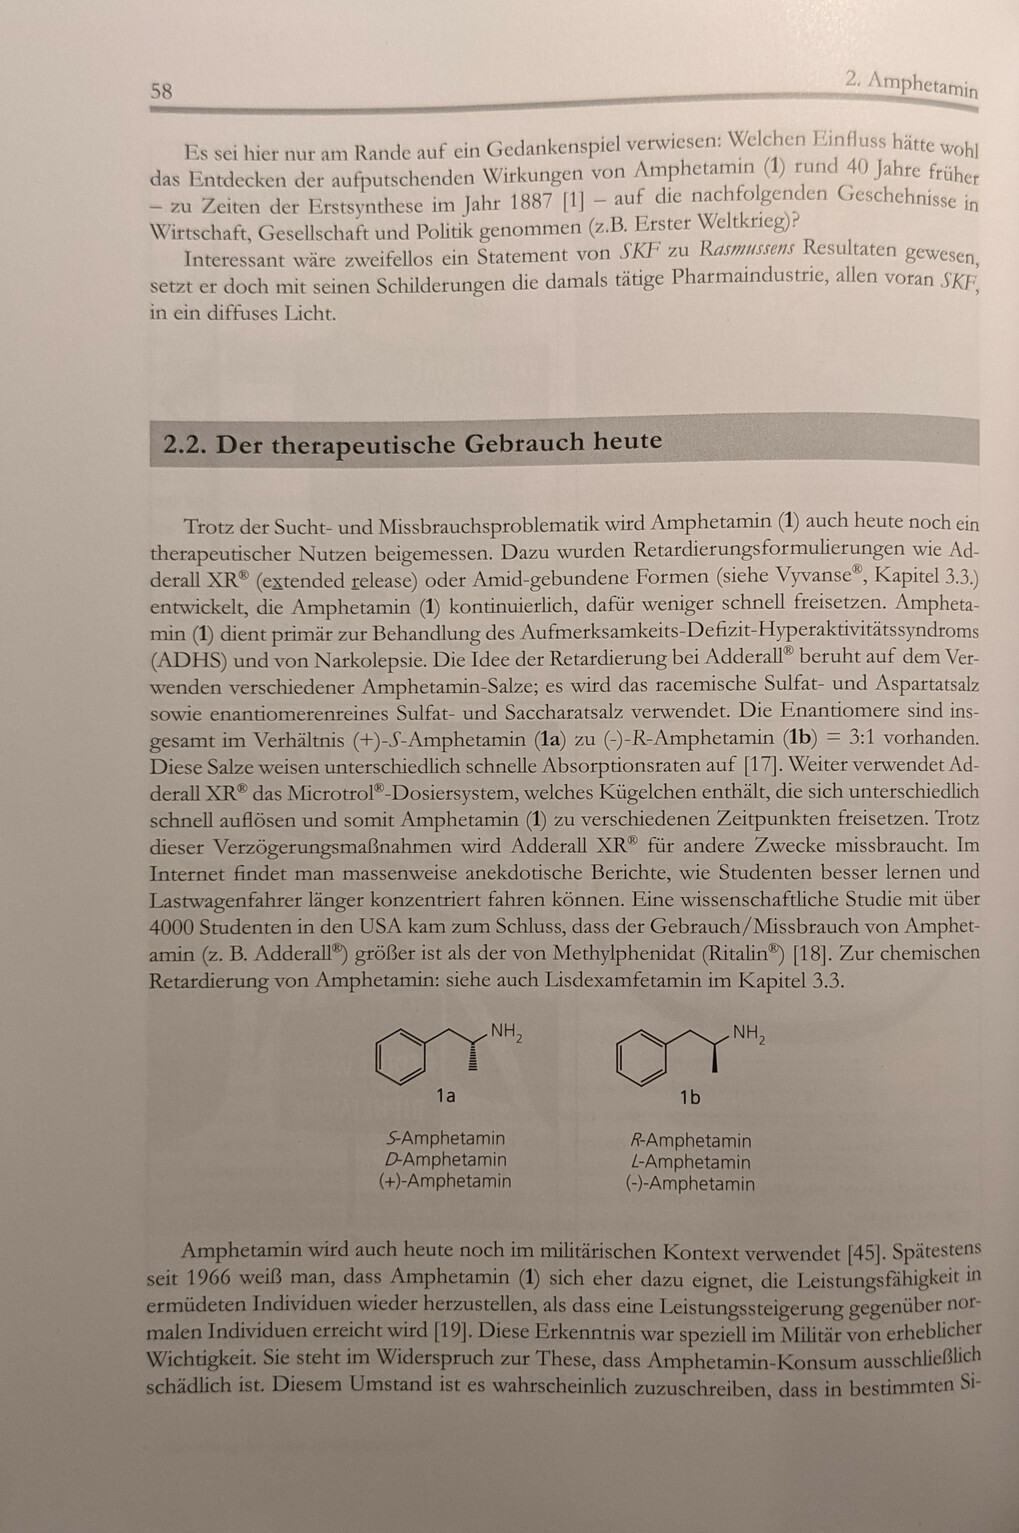 58
2. Amphetamin
Es sei hier nur am Rande auf ein Gedankenspiel verwiesen: Welchen Einfluss hätte wohl
das Entdecken der aufputschenden Wirkungen von Amphetamin (1) rund 40 Jahre früher
– zu Zeiten der Erstsynthese im Jahr 1887 [1] – auf die nachfolgenden Geschehnisse in
Wirtschaft, Gesellschaft und Politik genommen (z.B. Erster Weltkrieg)?
Interessant wäre zweifellos ein Statement von SKF zu Rasmussens Resultaten gewesen,
setzt er doch mit seinen Schilderungen die damals tätige Pharmaindustrie, allen voran SKF,
in ein diffuses Licht.
2.2. Der therapeutische Gebrauch heute
Trotz der Sucht- und Missbrauchsproblematik wird Amphetamin (1) auch heute noch ein
therapeutischer Nutzen beigemessen. Dazu wurden Retardierungsformulierungen wie Ad-
derall XR® (extended release) oder Amid-gebundene Formen (siehe Vyvanse®, Kapitel 3.3.)
entwickelt, die Amphetamin (1) kontinuierlich, dafür weniger schnell freisetzen. Ampheta-
min (1) dient primär zur Behandlung des Aufmerksamkeits-Defizit-Hyperaktivitätssyndroms
(ADHS) und von Narkolepsie. Die Idee der Retardierung bei Adderall® beruht auf dem Ver-
wenden verschiedener Amphetamin-Salze; es wird das racemische Sulfat- und Aspartatsalz
sowie enantiomerenreines Sulfat- und Saccharatsalz verwendet. Die Enantiomere sind ins-
gesamt im Verhältnis (+)-S-Amphetamin (1a) zu (-)-R-Amphetamin (1b) = 3:1 vorhanden.
Diese Salze weisen unterschiedlich schnelle Absorptionsraten auf [17]. Weiter verwendet Ad-
derall XR® das Microtrol®-Dosiersystem, welches Kügelchen enthält, die sich unterschiedlich
schnell auflösen und somit Amphetamin (1) zu verschiedenen Zeitpunkten freisetzen. Trotz
dieser Verzögerungsmaßnahmen wird Adderall XR® für andere Zwecke missbraucht. Im
Internet findet man massenweise anekdotische Berichte, wie Studenten besser lernen und
Lastwagenfahrer länger konzentriert fahren können. Eine wissenschaftliche Studie mit über
4000 Studenten in den USA kam zum Schluss, dass der Gebrauch/Missbrauch von Amphet-
amin (z. B. Adderall®) größer ist als der von Methylphenidat (Ritalin®) [18]. Zur chemischen
Retardierung von Amphetamin: siehe auch Lisdexamfetamin im Kapitel 3.3.
NH2
NH2
1a
1b
S-Amphetamin
D-Amphetamin
(+)-Amphetamin
R-Amphetamin
L-Amphetamin
(-)-Amphetamin
Amphetamin wird auch heute noch im militärischen Kontext verwendet [45]. Spätestens
seit 1966 weiß man, dass Amphetamin (1) sich eher dazu eignet, die Leistungsfähigkeit in
ermüdeten Individuen wieder herzustellen, als dass eine Leistungssteigerung gegenüber nor-
malen Individuen erreicht wird [19]. Diese Erkenntnis war speziell im Militär von erheblicher
Wichtigkeit. Sie steht im Widerspruch zur These, dass Amphetamin-Konsum ausschließlich
schädlich ist. Diesem Umstand ist es wahrscheinlich zuzuschreiben, dass in bestimmten Si-